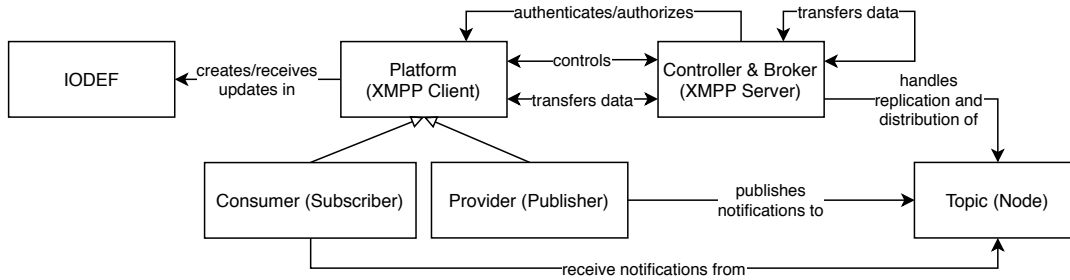 authenticates/authorizes
transfers data
IODEF
creates/receives
updates in
Platform
(XMPP Client)
controls
transfers data
Controller & Broker
(XMPP Server)
handles
replication and
distribution of
Consumer (Subscriber)
Provider (Publisher)
publishes
notifications to
Topic (Node)
receive notifications from